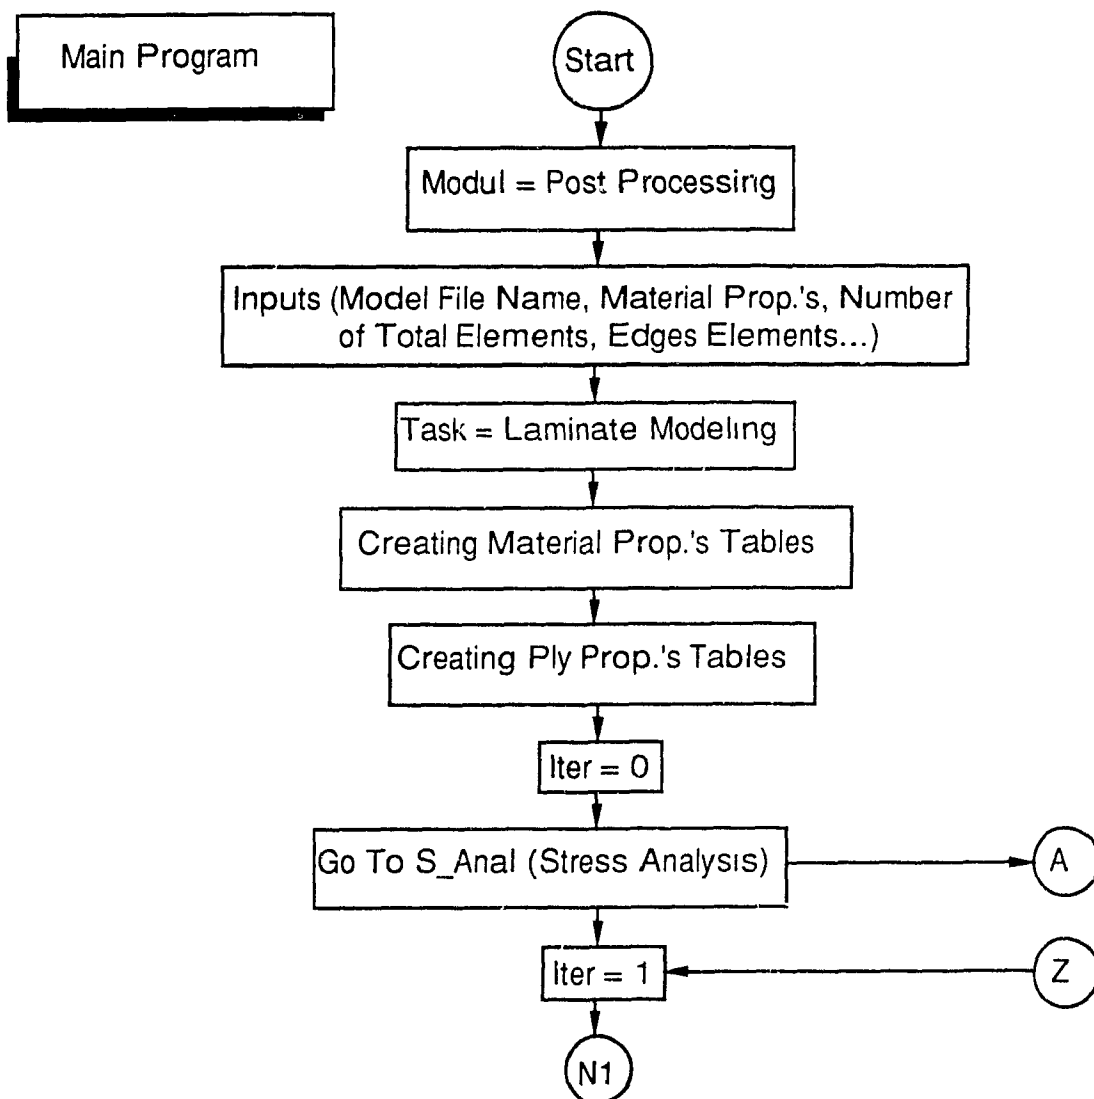 Main Program
Start
Modul = Post Processing
Inputs (Model File Name, Material Prop.'s, Number
of Total Elements, Edges Elements...)
Task = Laminate Modeling
Creating Material Prop.'s Tables
Creating Ply Prop.'s Tables
Iter = 0
Go To S_Anal (Stress Analysis)
A
Iter = 1
Z
N1